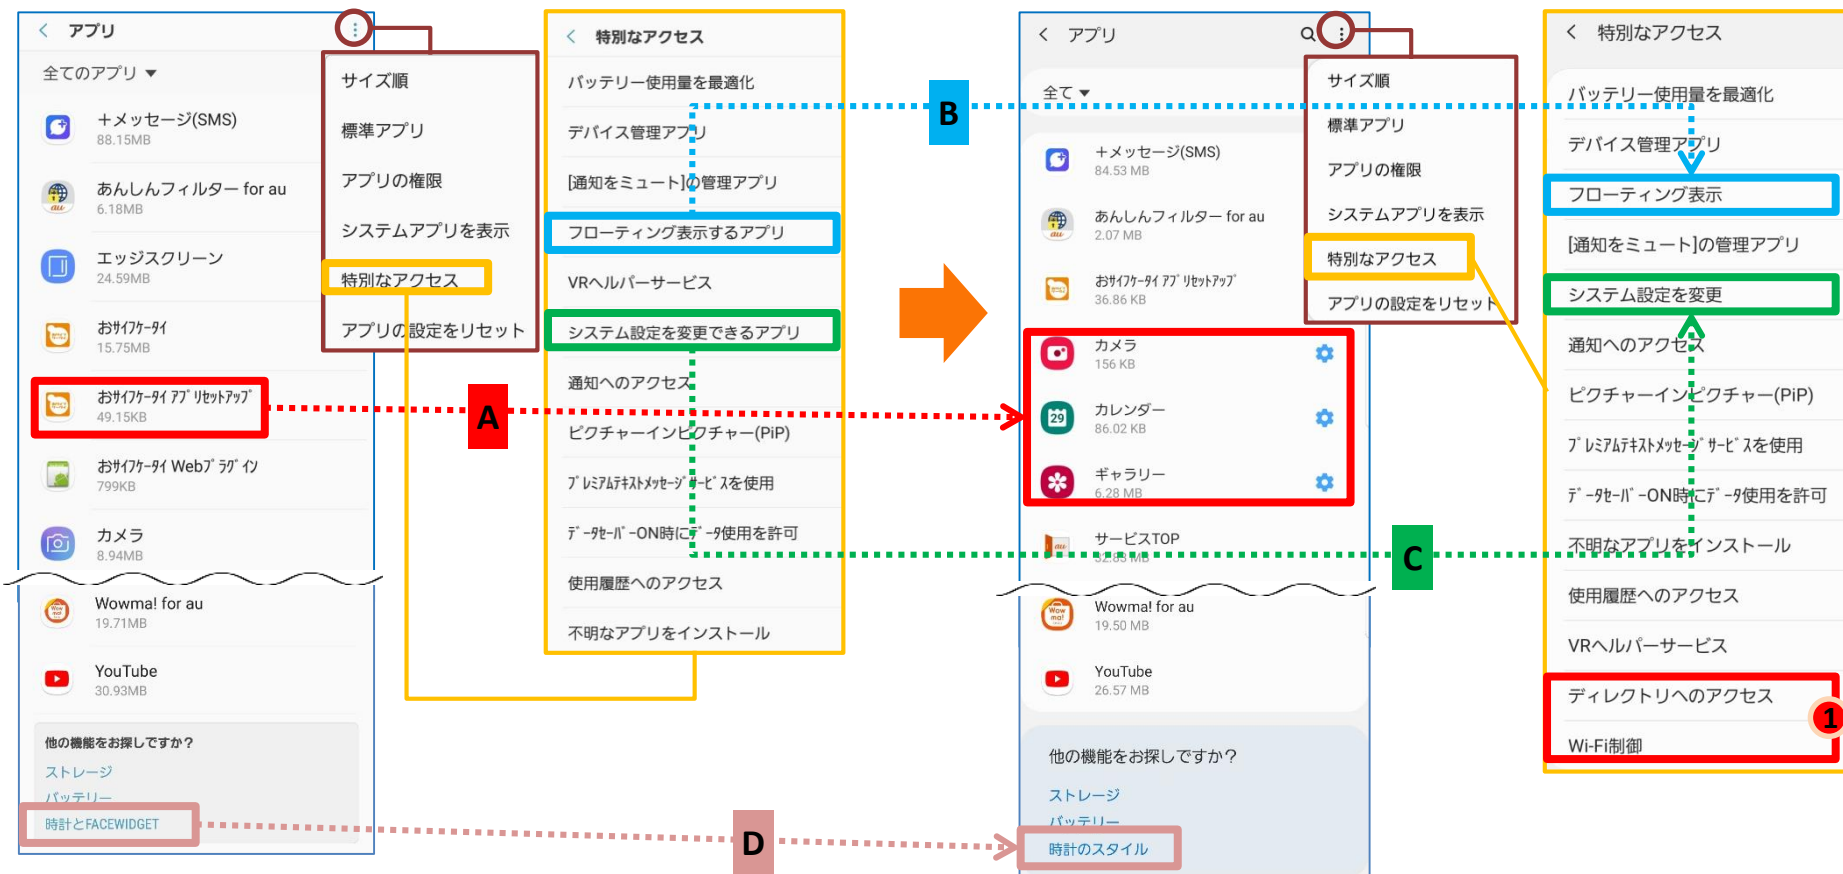 アプリ
全てのアプリ ▼
+メッセージ(SMS)
88.15MB
あんしんフィルター for au
6.18MB
エッジスクリーン
24.59MB
おサイフケータイ
15.75MB
おサイフケータイ アプリセットアップ
49.15KB
おサイフケータイ Webプラグイン
799KB
カメラ
8.94MB
Wowma! for au
19.71MB
YouTube
30.93MB
他の機能をお探しですか？
ストレージ
バッテリー
時計とFACEWIDGET
サイズ順
標準アプリ
アプリの権限
システムアプリを表示
特別なアクセス
アプリの設定をリセット
特別なアクセス
バッテリー使用量を最適化
デバイス管理アプリ
[通知をミュート]の管理アプリ
フローティング表示するアプリ
VRヘルパーサービス
システム設定を変更できるアプリ
通知へのアクセス
ピクチャーインピクチャー(PiP)
プレミアムテキストメッセージサービスを使用
データセーバーON時にデータ使用を許可
使用履歴へのアクセス
不明なアプリをインストール
A
B
C
D
アプリ
全て ▼
+メッセージ(SMS)
84.53 MB
あんしんフィルター for au
2.07 MB
おサイフケータイ アプリセットアップ
36.86 KB
カメラ
156 KB
29
カレンダー
86.02 KB
ギャラリー
6.28 MB
au
サービスTOP
32.83 MB
Wowma! for au
19.50 MB
YouTube
26.57 MB
他の機能をお探しですか？
ストレージ
バッテリー
時計のスタイル
サイズ順
標準アプリ
アプリの権限
システムアプリを表示
特別なアクセス
アプリの設定をリセット
特別なアクセス
バッテリー使用量を最適化
デバイス管理アプリ
フローティング表示
[通知をミュート]の管理アプリ
システム設定を変更
通知へのアクセス
ピクチャーインピクチャー(PiP)
プレミアムテキストメッセージサービスを使用
データセーバーON時にデータ使用を許可
不明なアプリをインストール
使用履歴へのアクセス
VRヘルパーサービス
ディレクトリへのアクセス
1
Wi-Fi制御